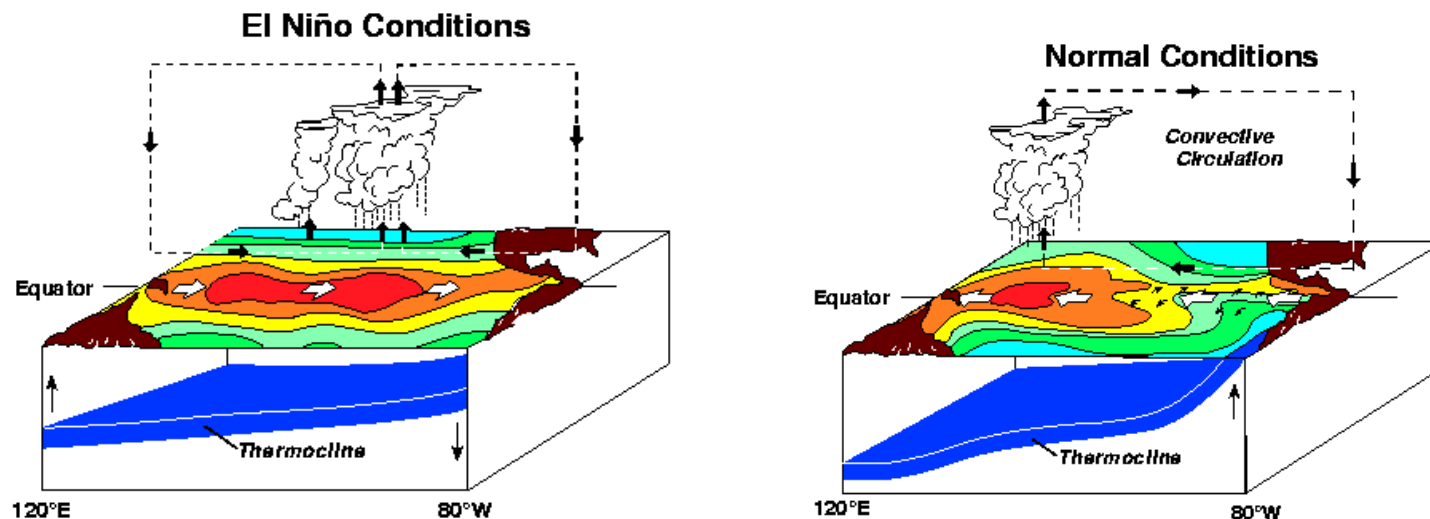 El Niño Conditions
Equator
Thermocline
120°E
80°W
Normal Conditions
Convective
Circulation
Equator
Thermocline
120°E
80°W